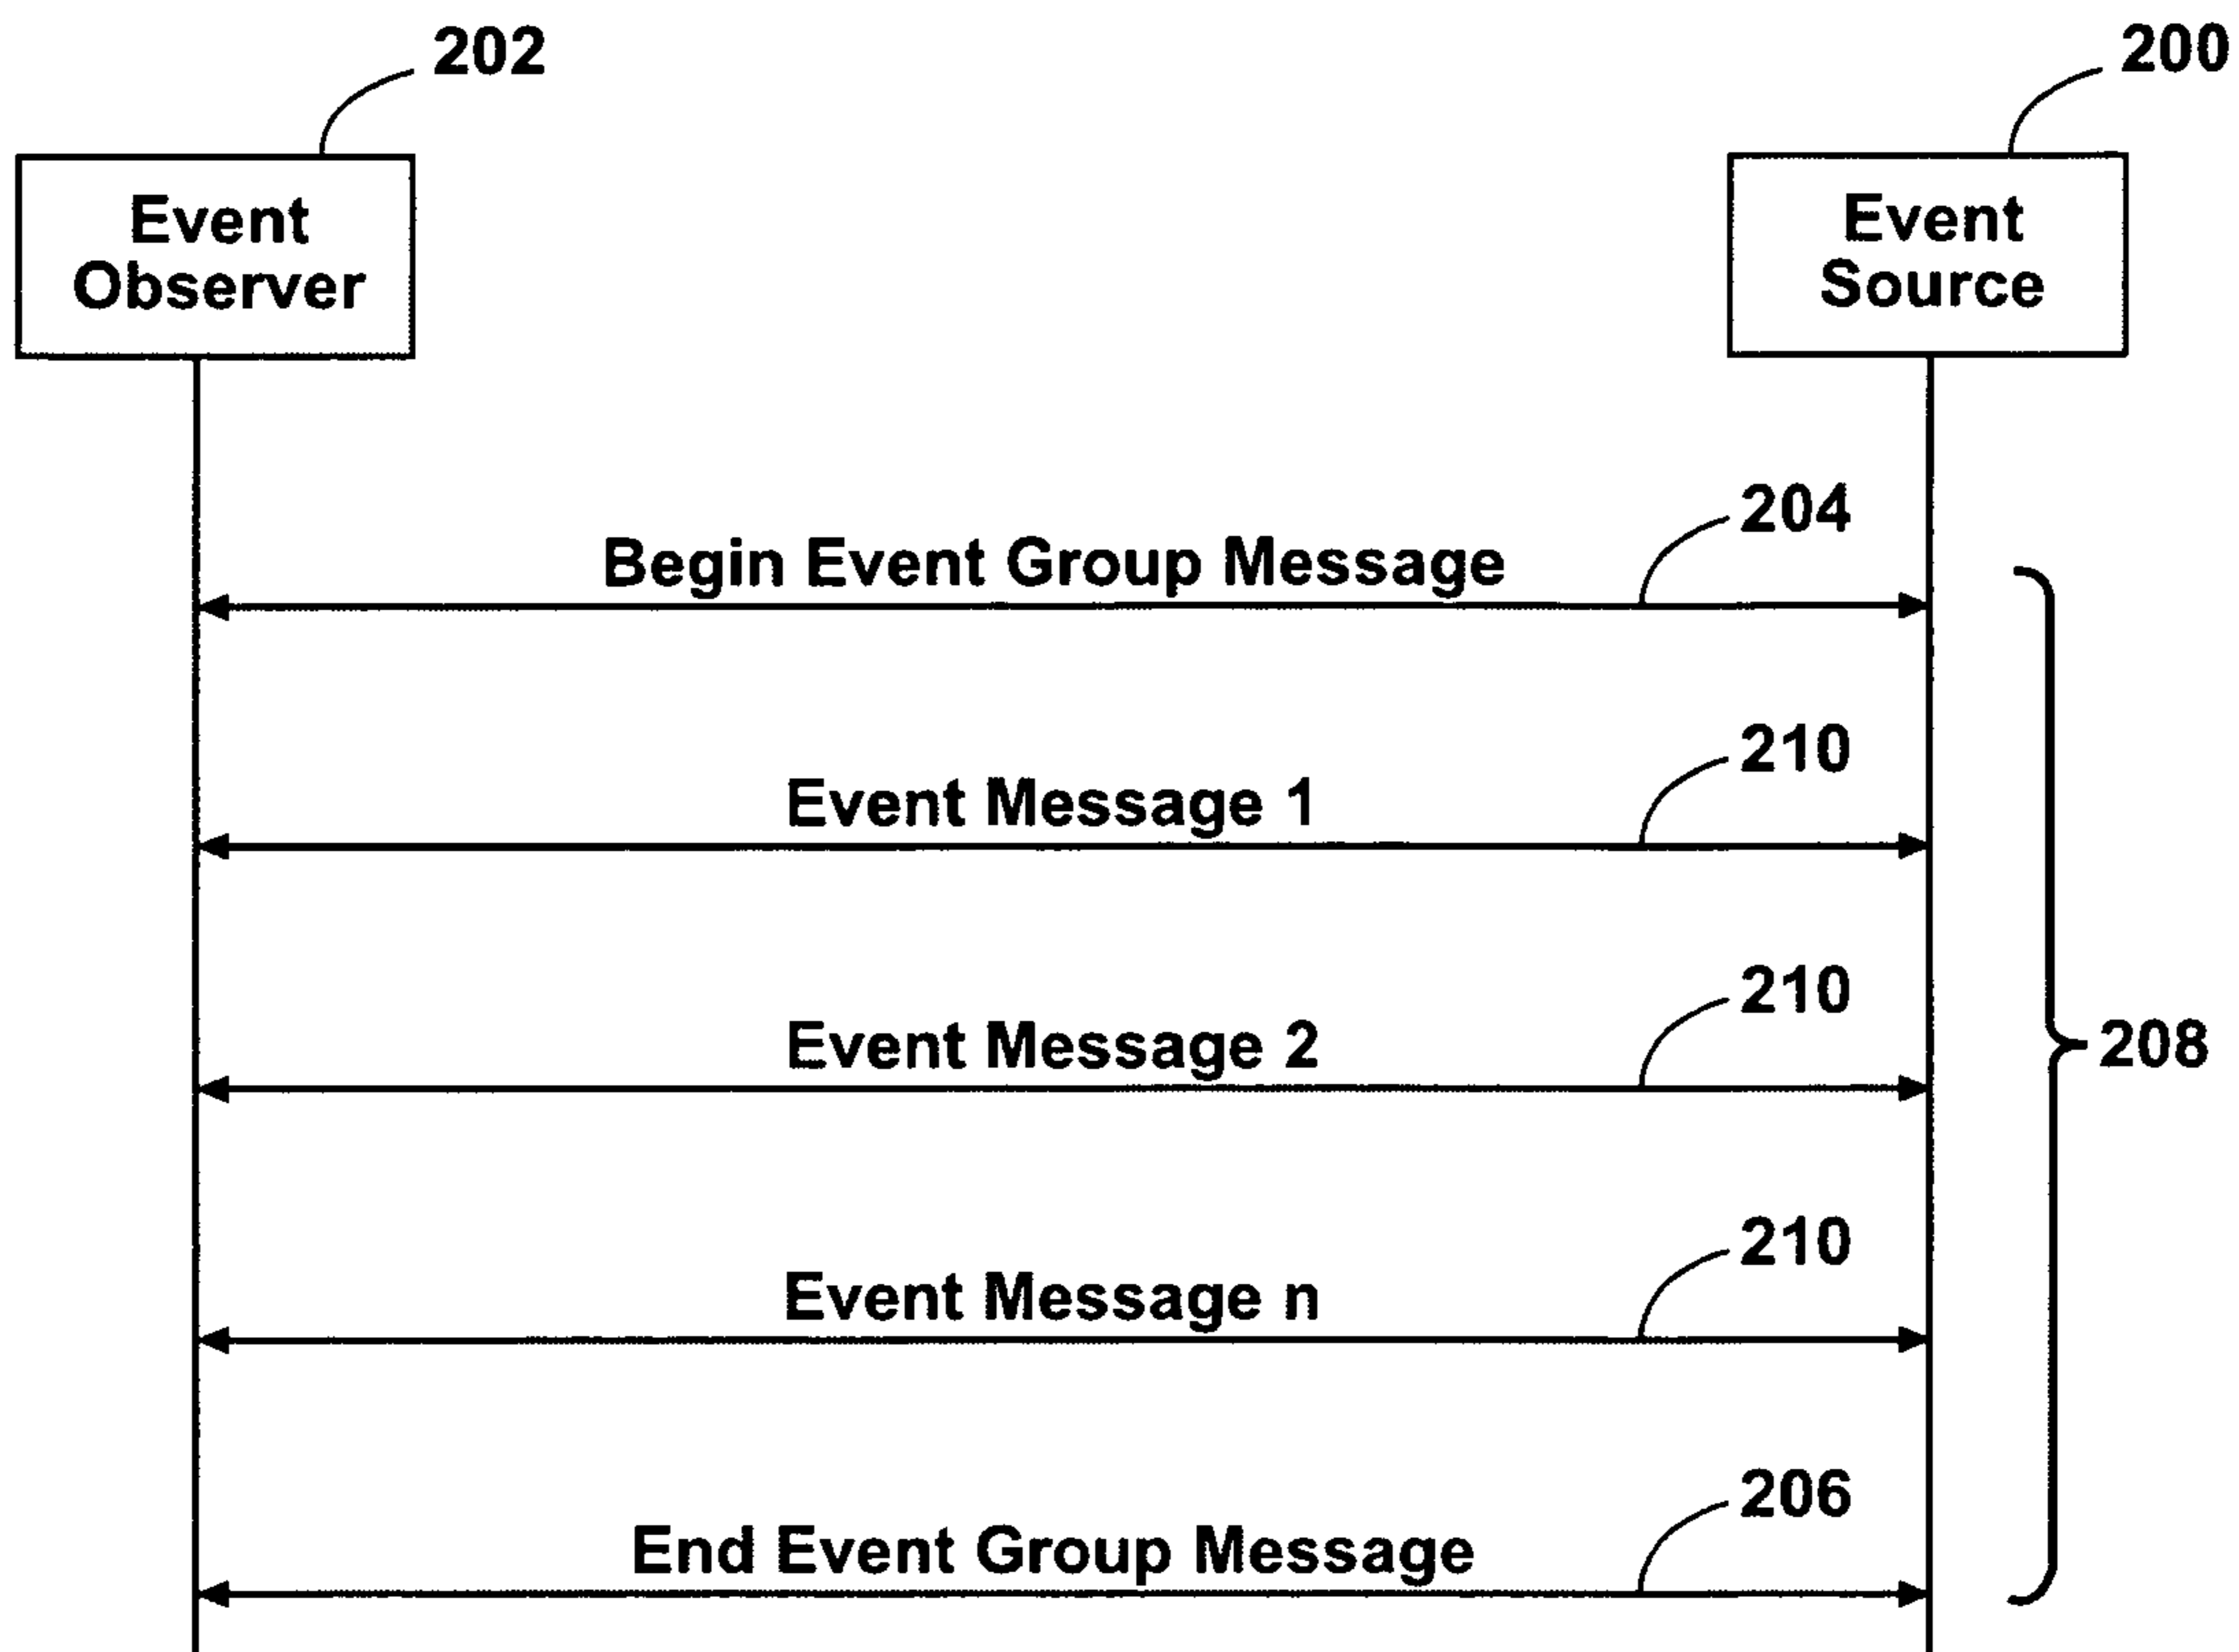 202
200
Event
Observer
Event
Source
204
Begin Event Group Message
210
Event Message 1
210
Event Message 2
208
210
Event Message n
206
End Event Group Message